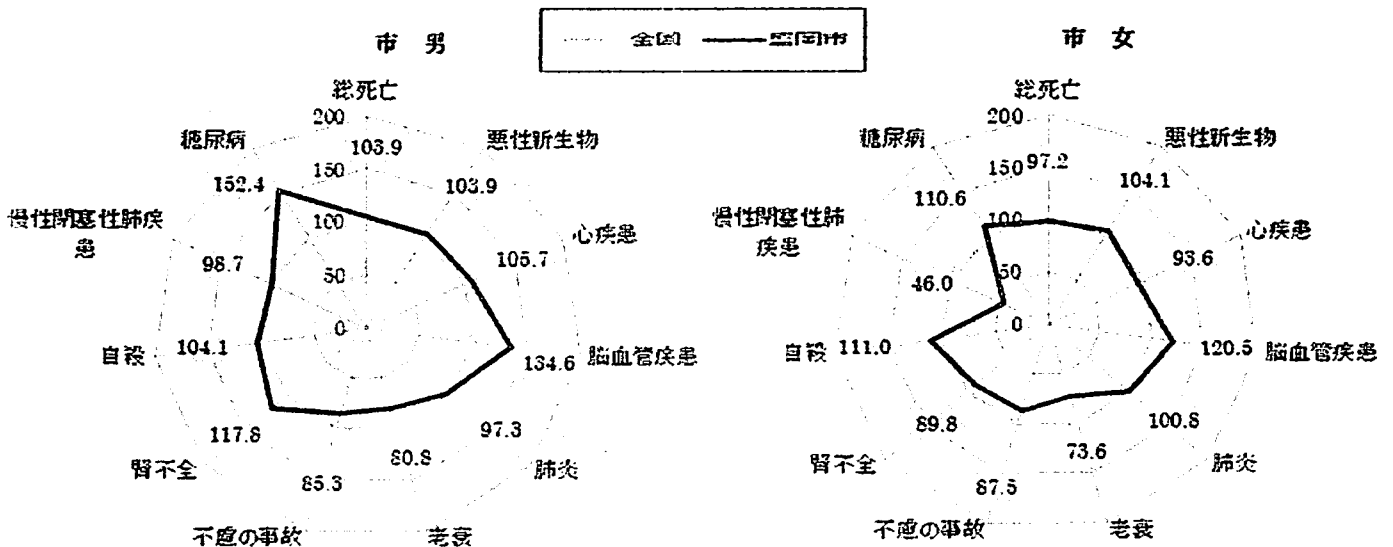 市 男
全国 盛岡市
市 女
総死亡
200
103.9
150
100
50
0
悪性新生物
103.9
心疾患
105.7
脳血管疾患
134.6
肺炎
97.3
老衰
80.8
不慮の事故
85.3
腎不全
117.8
自殺
104.1
慢性閉塞性肺疾
患
98.7
糖尿病
152.4
総死亡
200
150
97.2
100
50
0
悪性新生物
104.1
心疾患
93.6
脳血管疾患
120.5
肺炎
100.8
老衰
73.6
不慮の事故
87.5
腎不全
89.8
自殺
111.0
慢性閉塞性肺
疾患
46.0
糖尿病
110.6